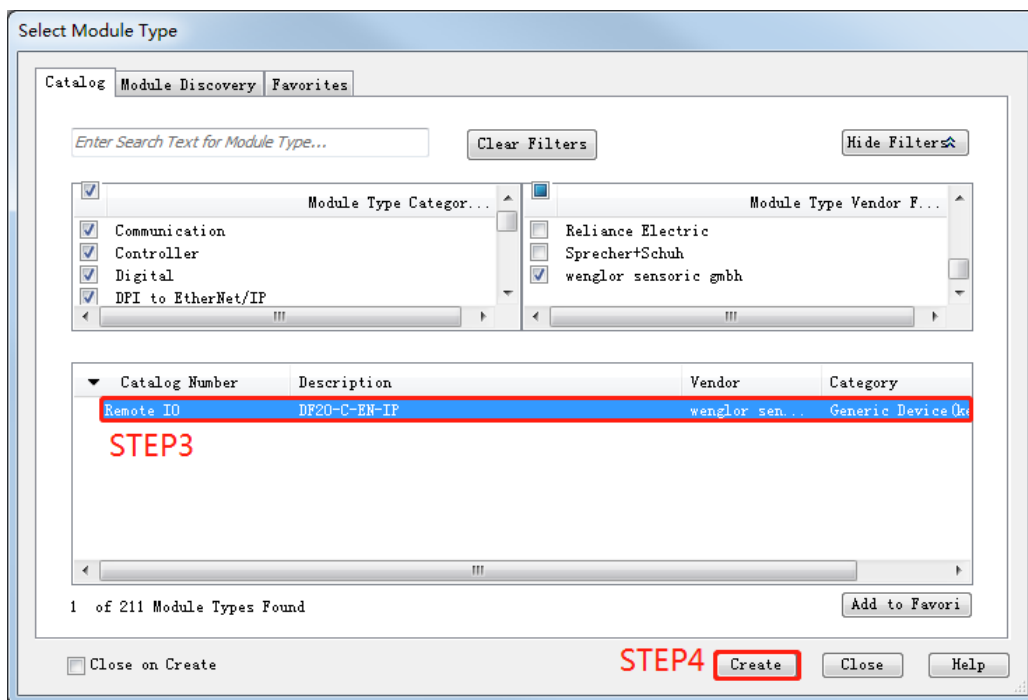 Select Module Type
Catalog Module Discovery Favorites
Enter Search Text for Module Type... Clear Filters Hide Filters
Module Type Categor... Module Type Vendor F...
Communication Reliance Electric
Controller Sprecher+Schuh
Digital wenglor sensoric gmbh
DPI to EtherNet/IP
Catalog Number Description Vendor Category
Remote IO DF20-C-EN-IP wenglor sen... Generic Device(ke
STEP3
1 of 211 Module Types Found Add to Favori
Close on Create STEP4 Create Close Help